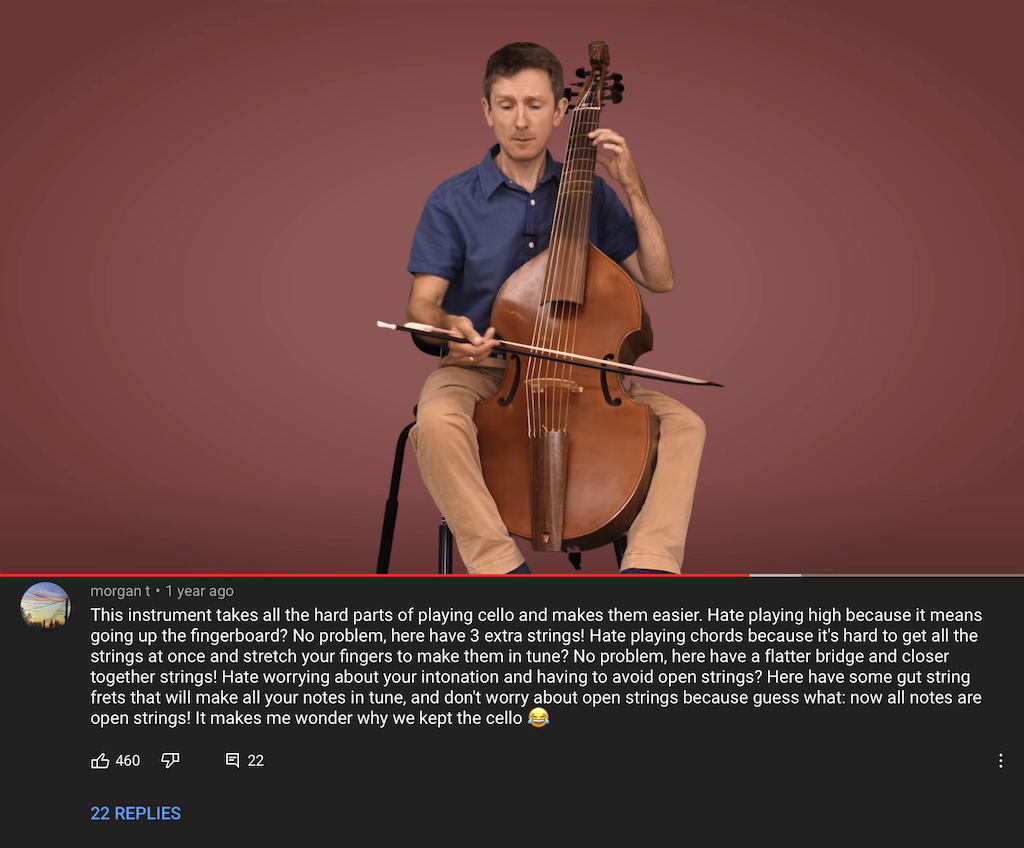 morgan t • 1 year ago
This instrument takes all the hard parts of playing cello and makes them easier. Hate playing high because it means
going up the fingerboard? No problem, here have 3 extra strings! Hate playing chords because it's hard to get all the
strings at once and stretch your fingers to make them in tune? No problem, here have a flatter bridge and closer
together strings! Hate worrying about your intonation and having to avoid open strings? Here have some gut string
frets that will make all your notes in tune, and don't worry about open strings because guess what: now all notes are
open strings! It makes me wonder why we kept the cello 😂
460 22
22 REPLIES